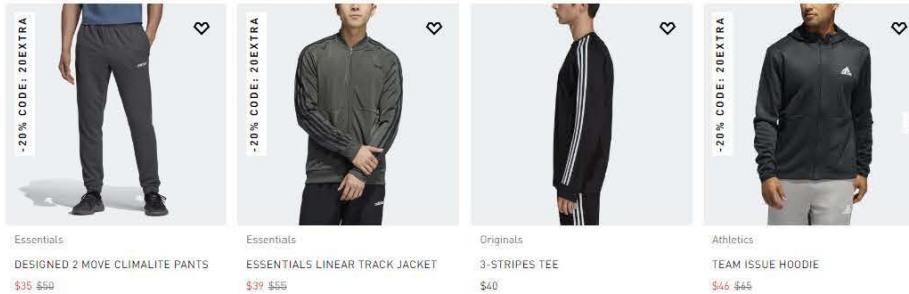 -20% CODE: 20EXTRA
-20% CODE: 20EXTRA
-20% CODE: 20EXTRA
Essentials
DESIGNED 2 MOVE CLIMALITE PANTS
$35 $50
Essentials
ESSENTIALS LINEAR TRACK JACKET
$39 $55
Originals
3-STRIPES TEE
$40
Athletics
TEAM ISSUE HOODIE
$46 $65